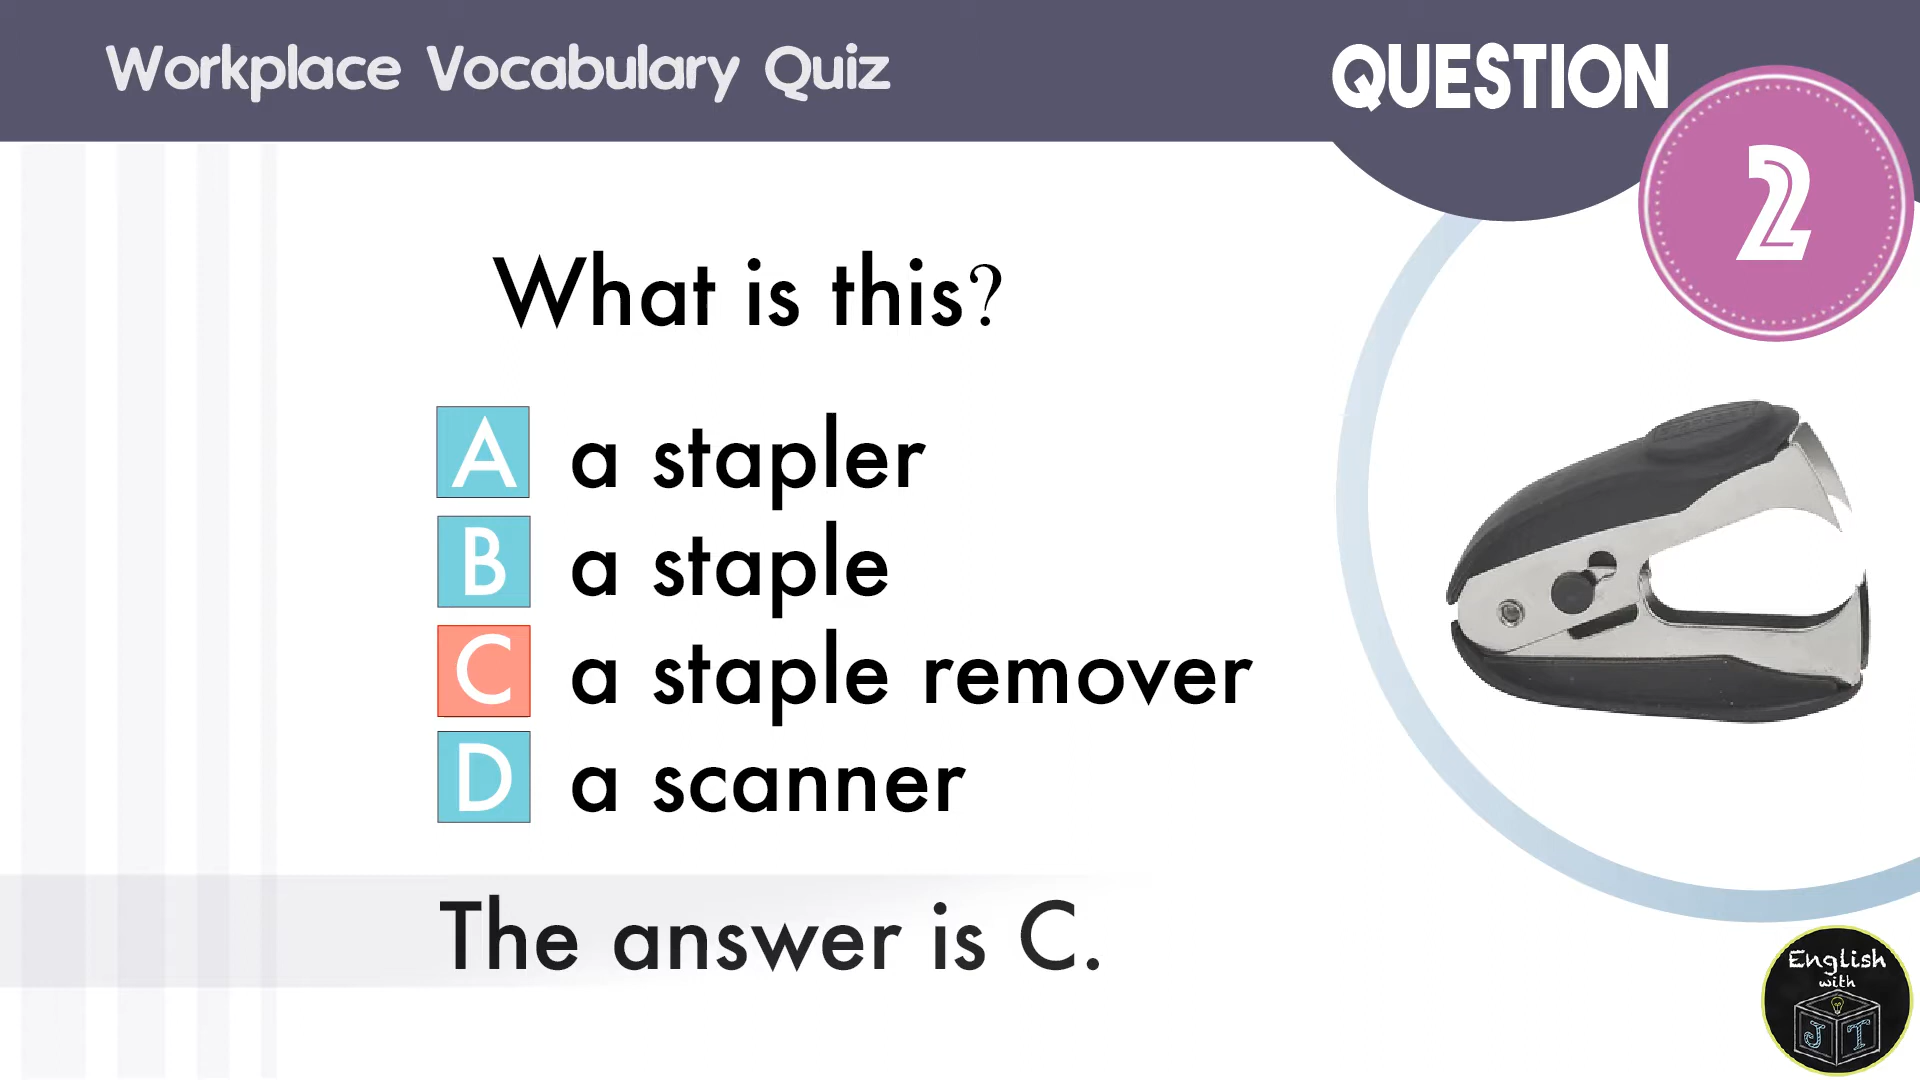 Workplace Vocabulary Quiz
QUESTION
2
What is this?
A a stapler
B a staple
C a staple remover
D a scanner
The answer is C.
English
with
J T